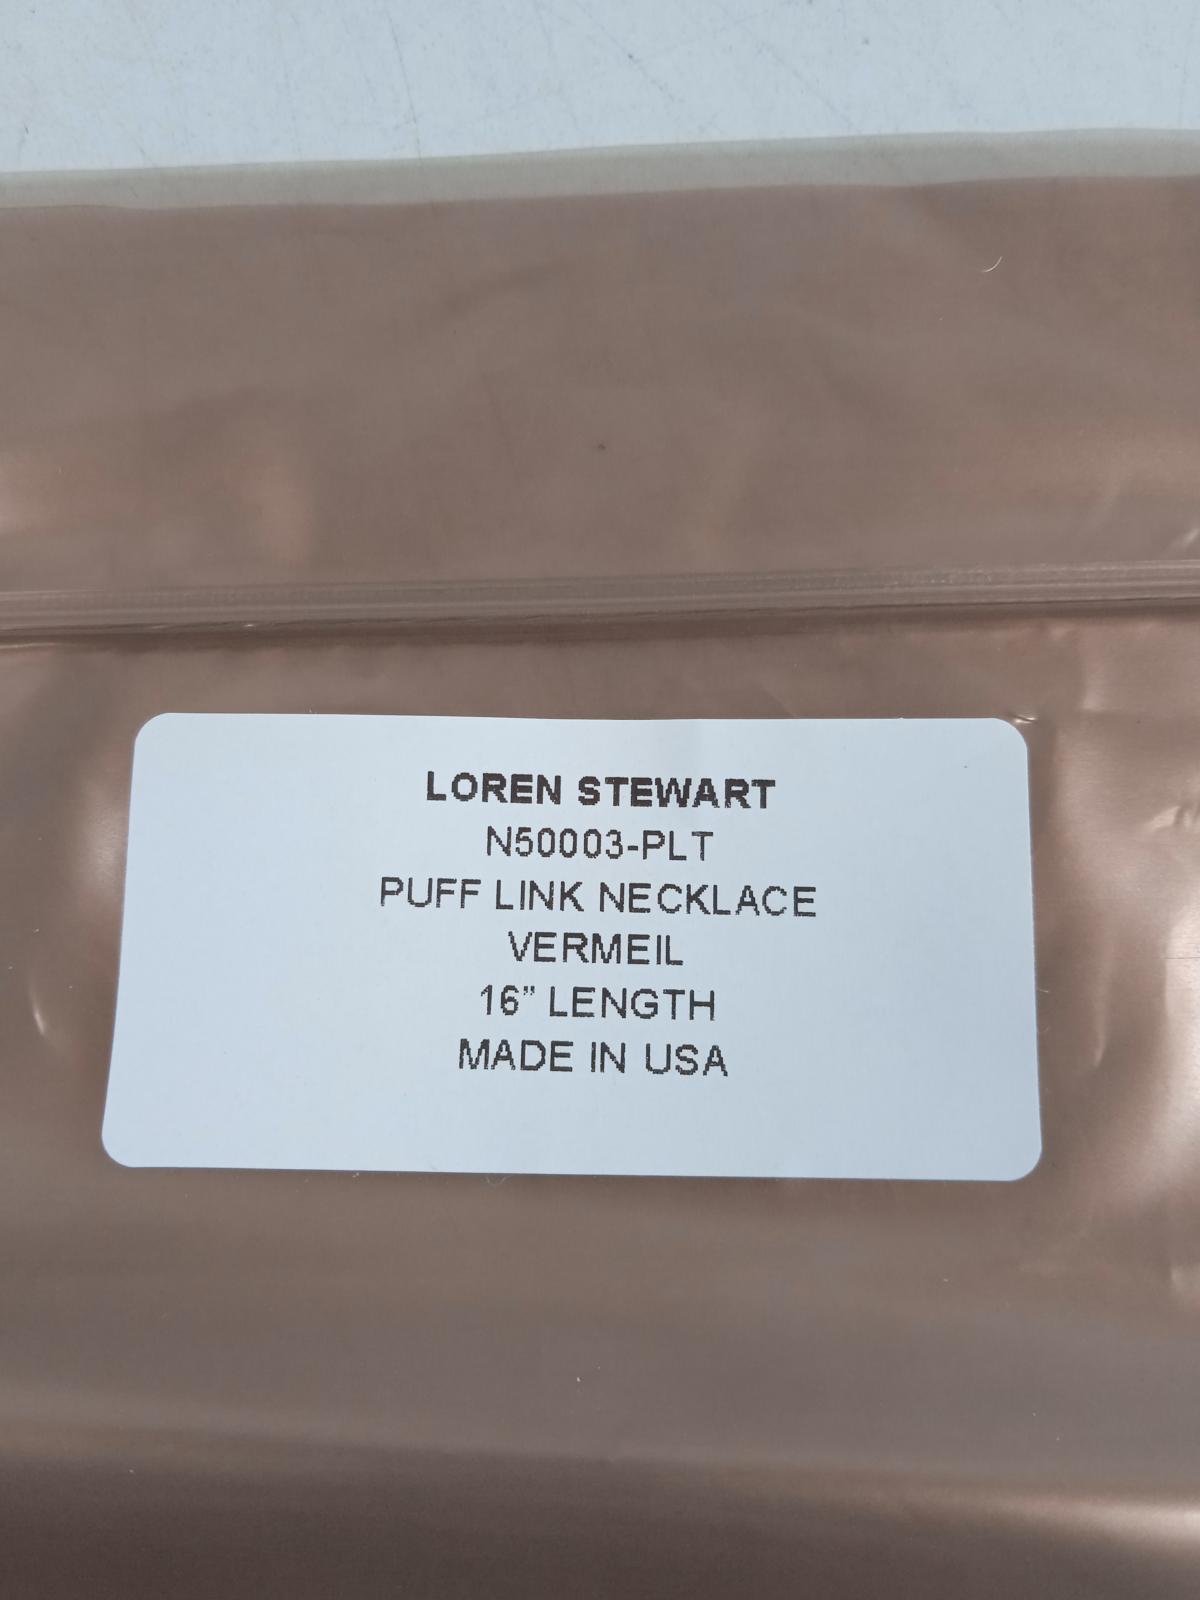 LOREN STEWART
N50003-PLT
PUFF LINK NECKLACE
VERMEIL
16” LENGTH
MADE IN USA